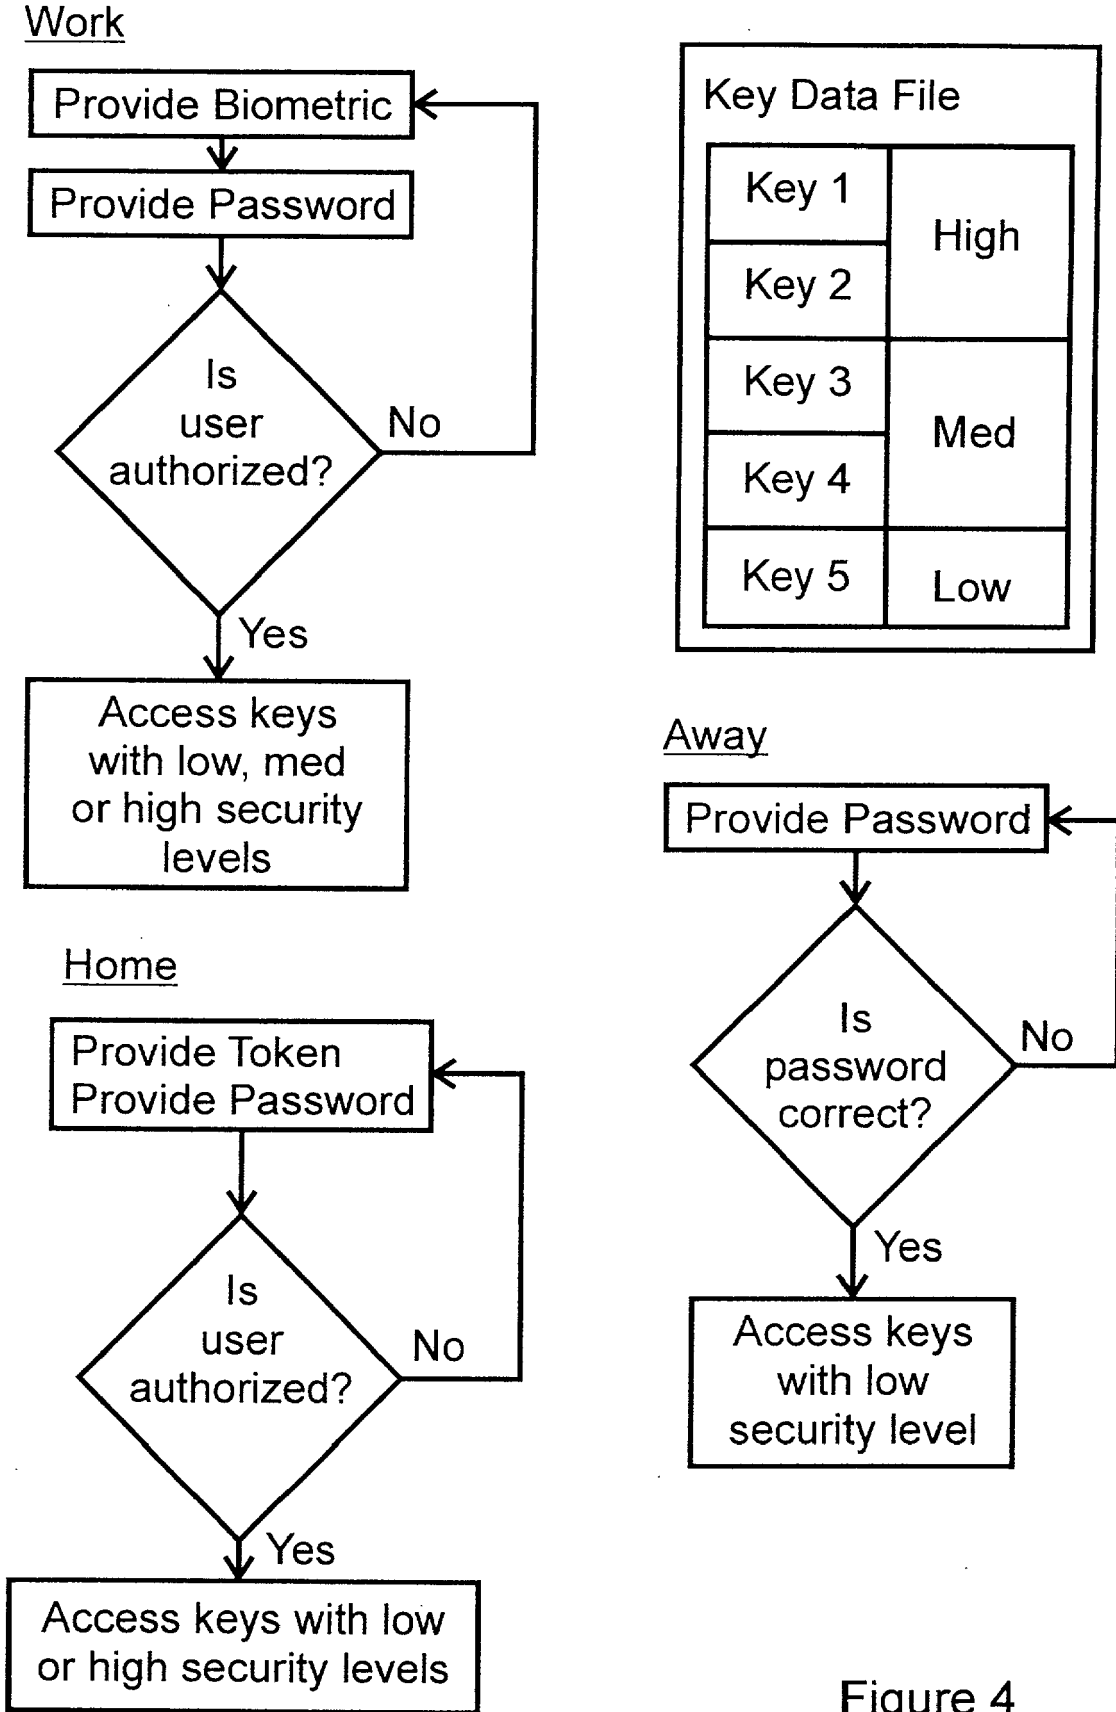 Work
Provide Biometric
Provide Password
Is
user
authorized?
No
Yes
Access keys
with low, med
or high security
levels
Key Data File
Key 1
Key 2
High
Key 3
Key 4
Med
Key 5
Low
Home
Provide Token
Provide Password
Is
user
authorized?
No
Yes
Access keys with low
or high security levels
Away
Provide Password
Is
password
correct?
No
Yes
Access keys
with low
security level
Figure 4